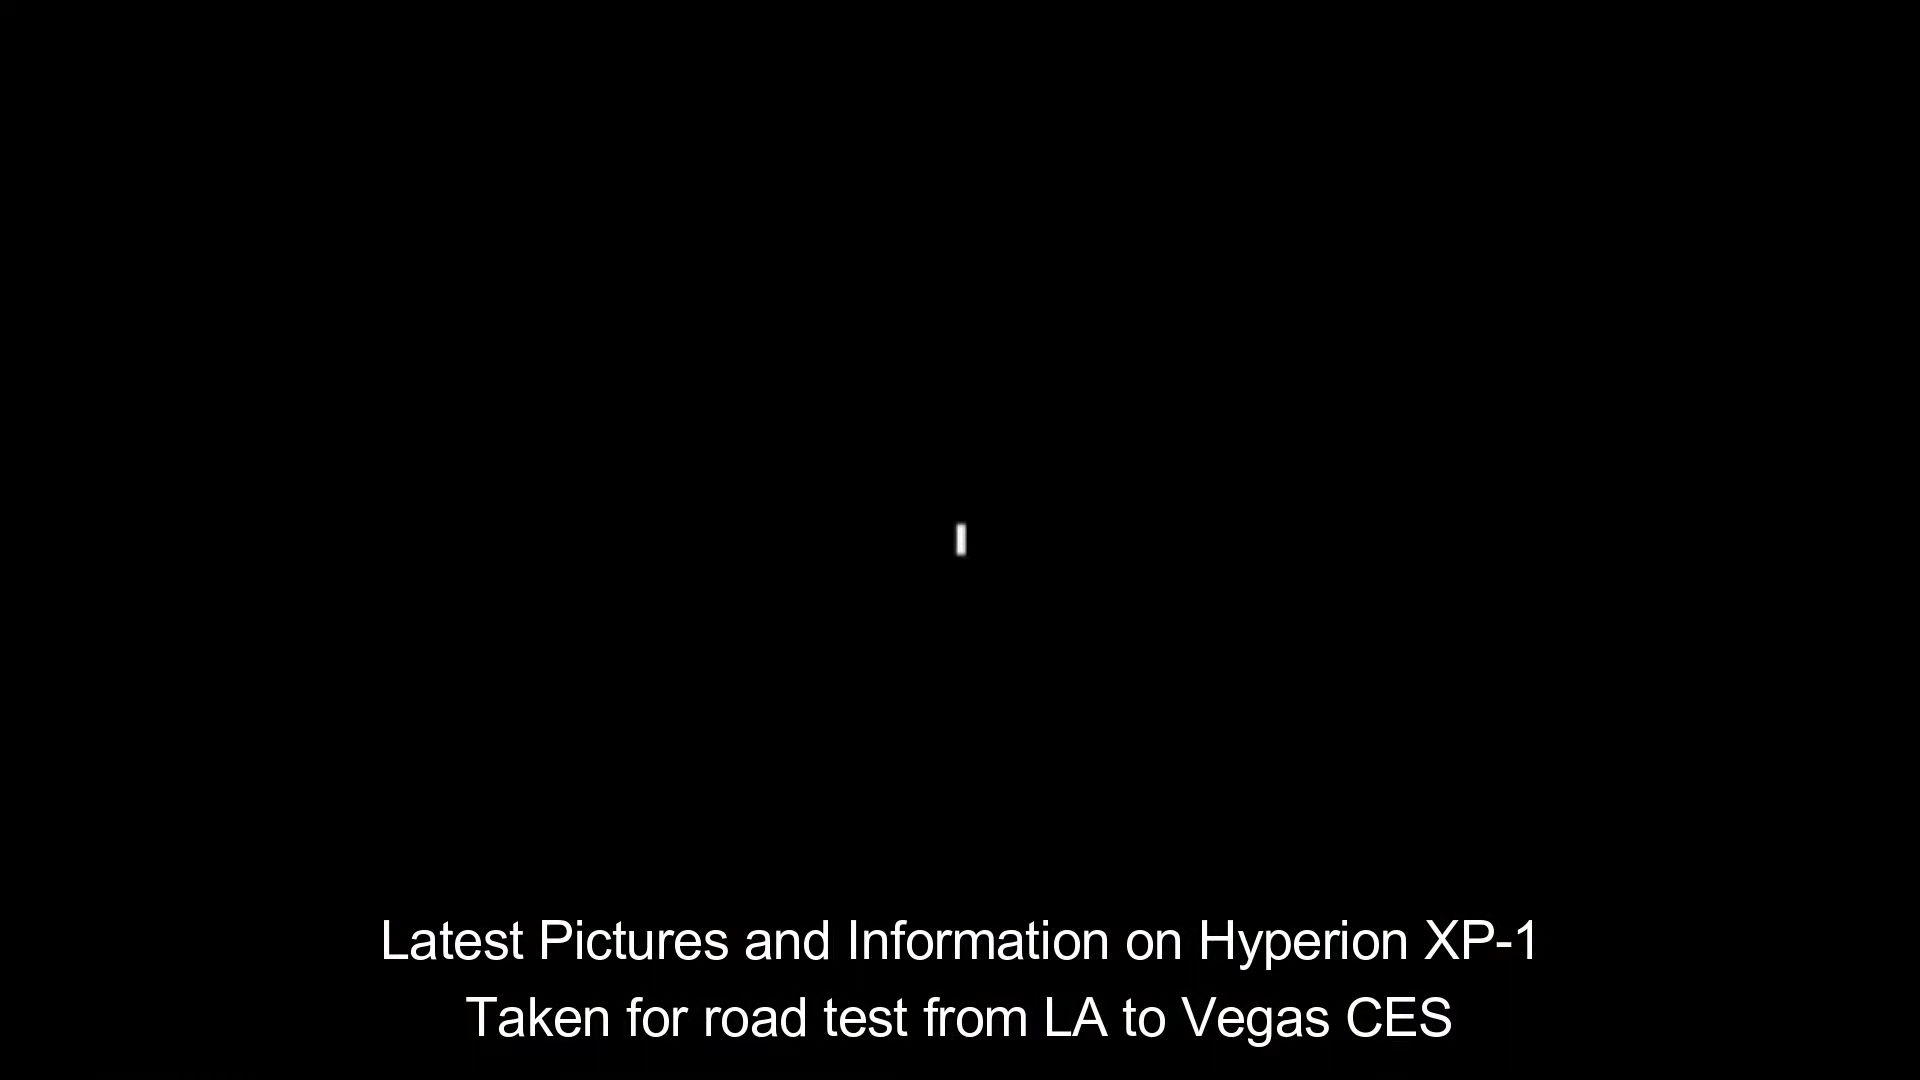 Latest Pictures and Information on Hyperion XP-1
Taken for road test from LA to Vegas CES